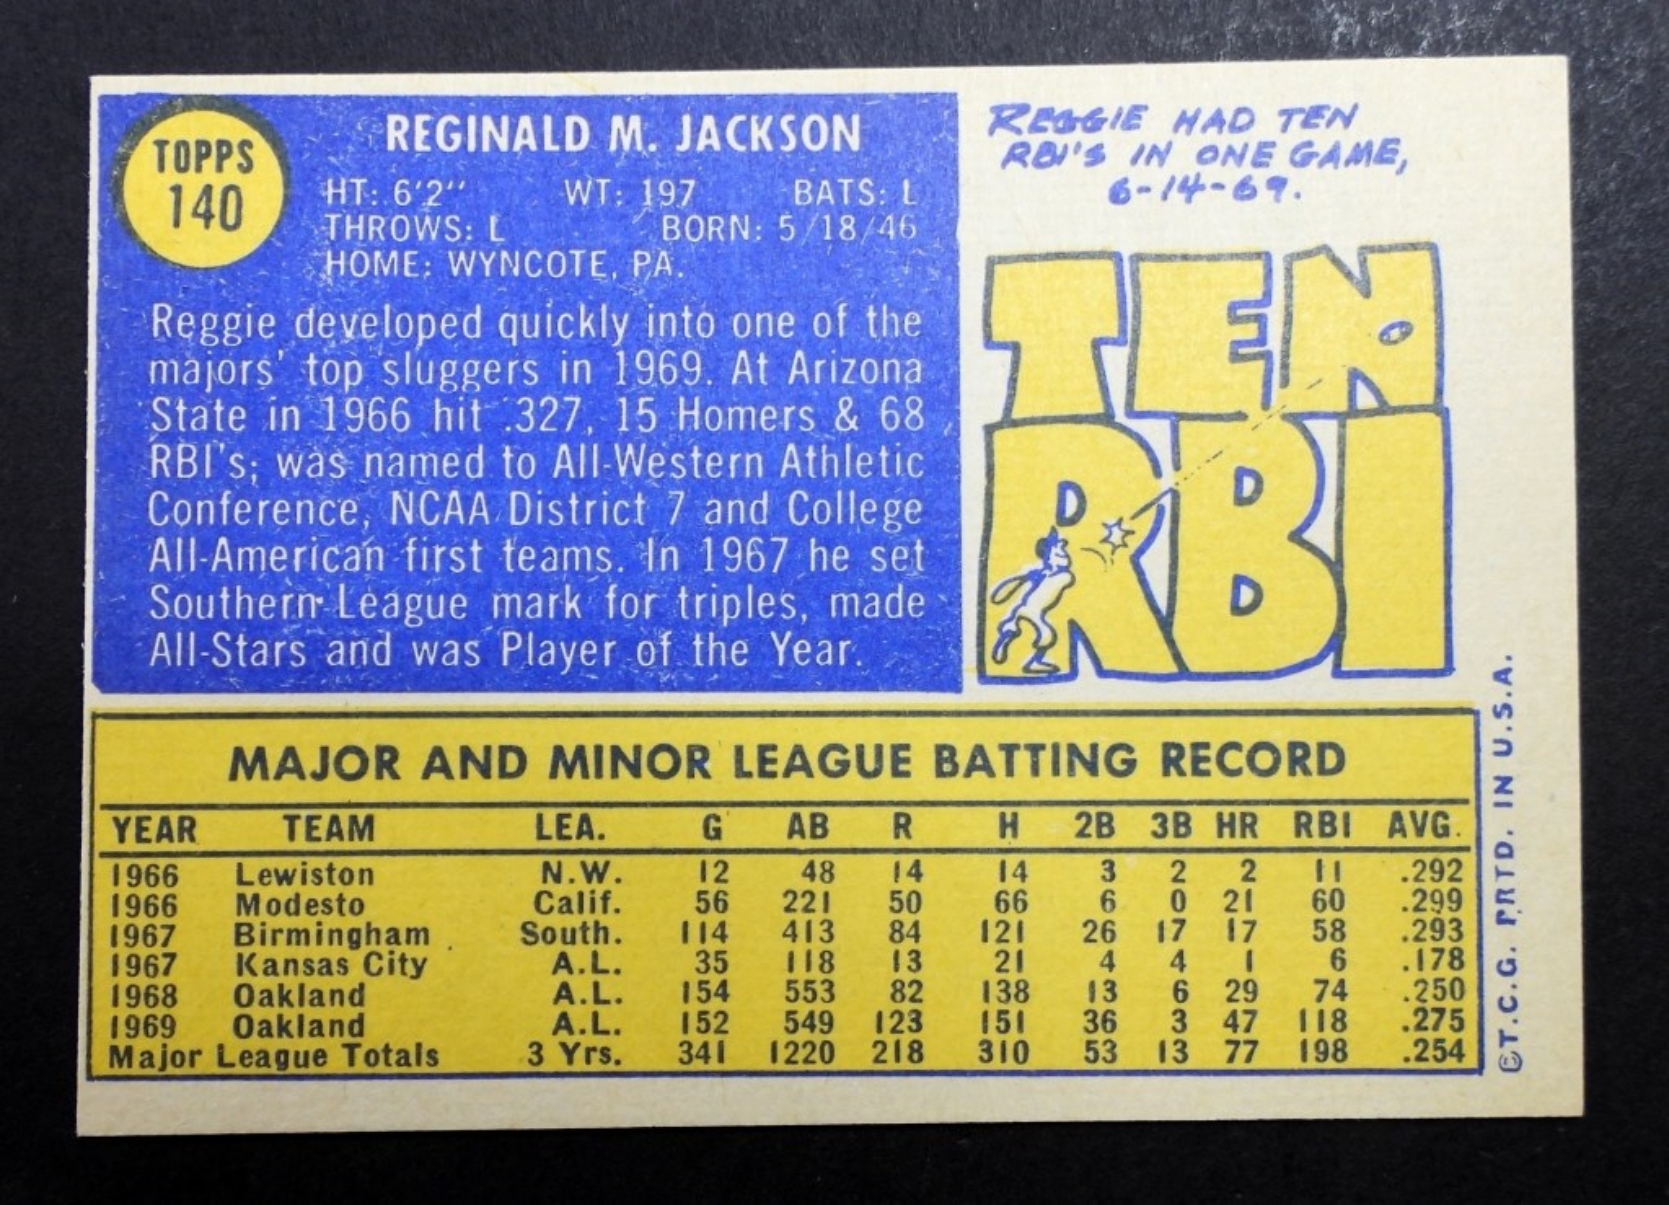 TOPPS
140
REGINALD M. JACKSON
HT: 6'2" WT: 197 BATS: L
THROWS: L BORN: 5/18/46
HOME: WYNCOTE, PA.
Reggie developed quickly into one of the
majors' top sluggers in 1969. At Arizona
State in 1966 hit .327, 15 Homers & 68
RBI's; was named to All-Western Athletic
Conference, NCAA District 7 and College
All-American first teams. In 1967 he set
Southern League mark for triples, made
All-Stars and was Player of the Year.
REGGIE HAD TEN
RBI'S IN ONE GAME,
6-14-69.
TEN
RBI
MAJOR AND MINOR LEAGUE BATTING RECORD
YEAR TEAM LEA. G AB R H 2B 3B HR RBI AVG.
1966 Lewiston N.W. 12 48 14 14 3 2 2 11 .292
1966 Modesto Calif. 56 221 50 66 6 0 21 60 .299
1967 Birmingham South. 114 413 84 121 26 17 17 58 .293
1967 Kansas City A.L. 35 118 13 21 4 4 1 6 .178
1968 Oakland A.L. 154 553 82 138 13 6 29 74 .250
1969 Oakland A.L. 152 549 123 151 36 3 47 118 .275
Major League Totals 3 Yrs. 341 1220 218 310 53 13 77 198 .254
©T.C.G. PRTD. IN U.S.A.